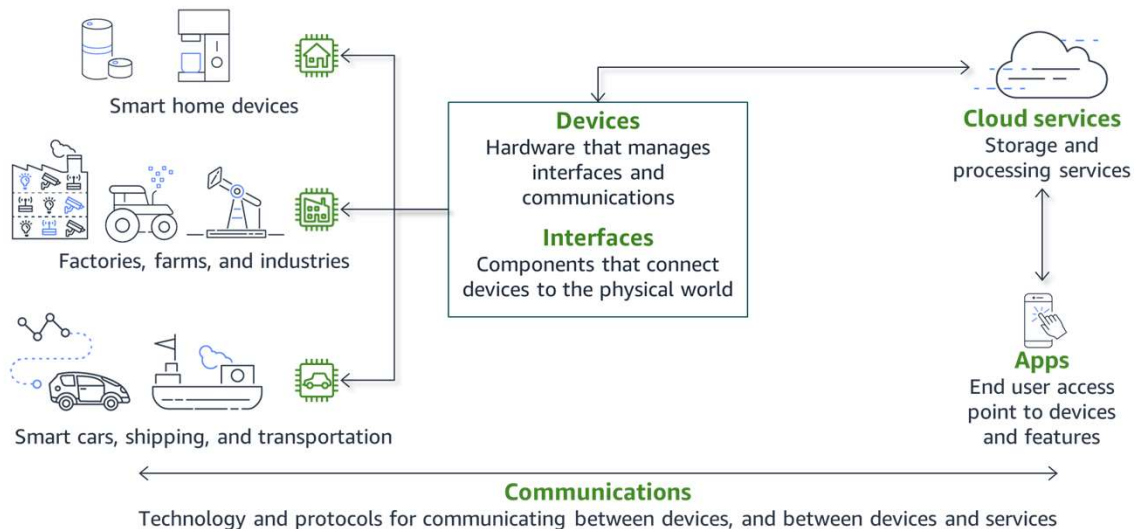 Smart home devices
Factories, farms, and industries
Smart cars, shipping, and transportation
Devices
Hardware that manages
interfaces and
communications
Interfaces
Components that connect
devices to the physical world
Cloud services
Storage and
processing services
Apps
End user access
point to devices
and features
Communications
Technology and protocols for communicating between devices, and between devices and services